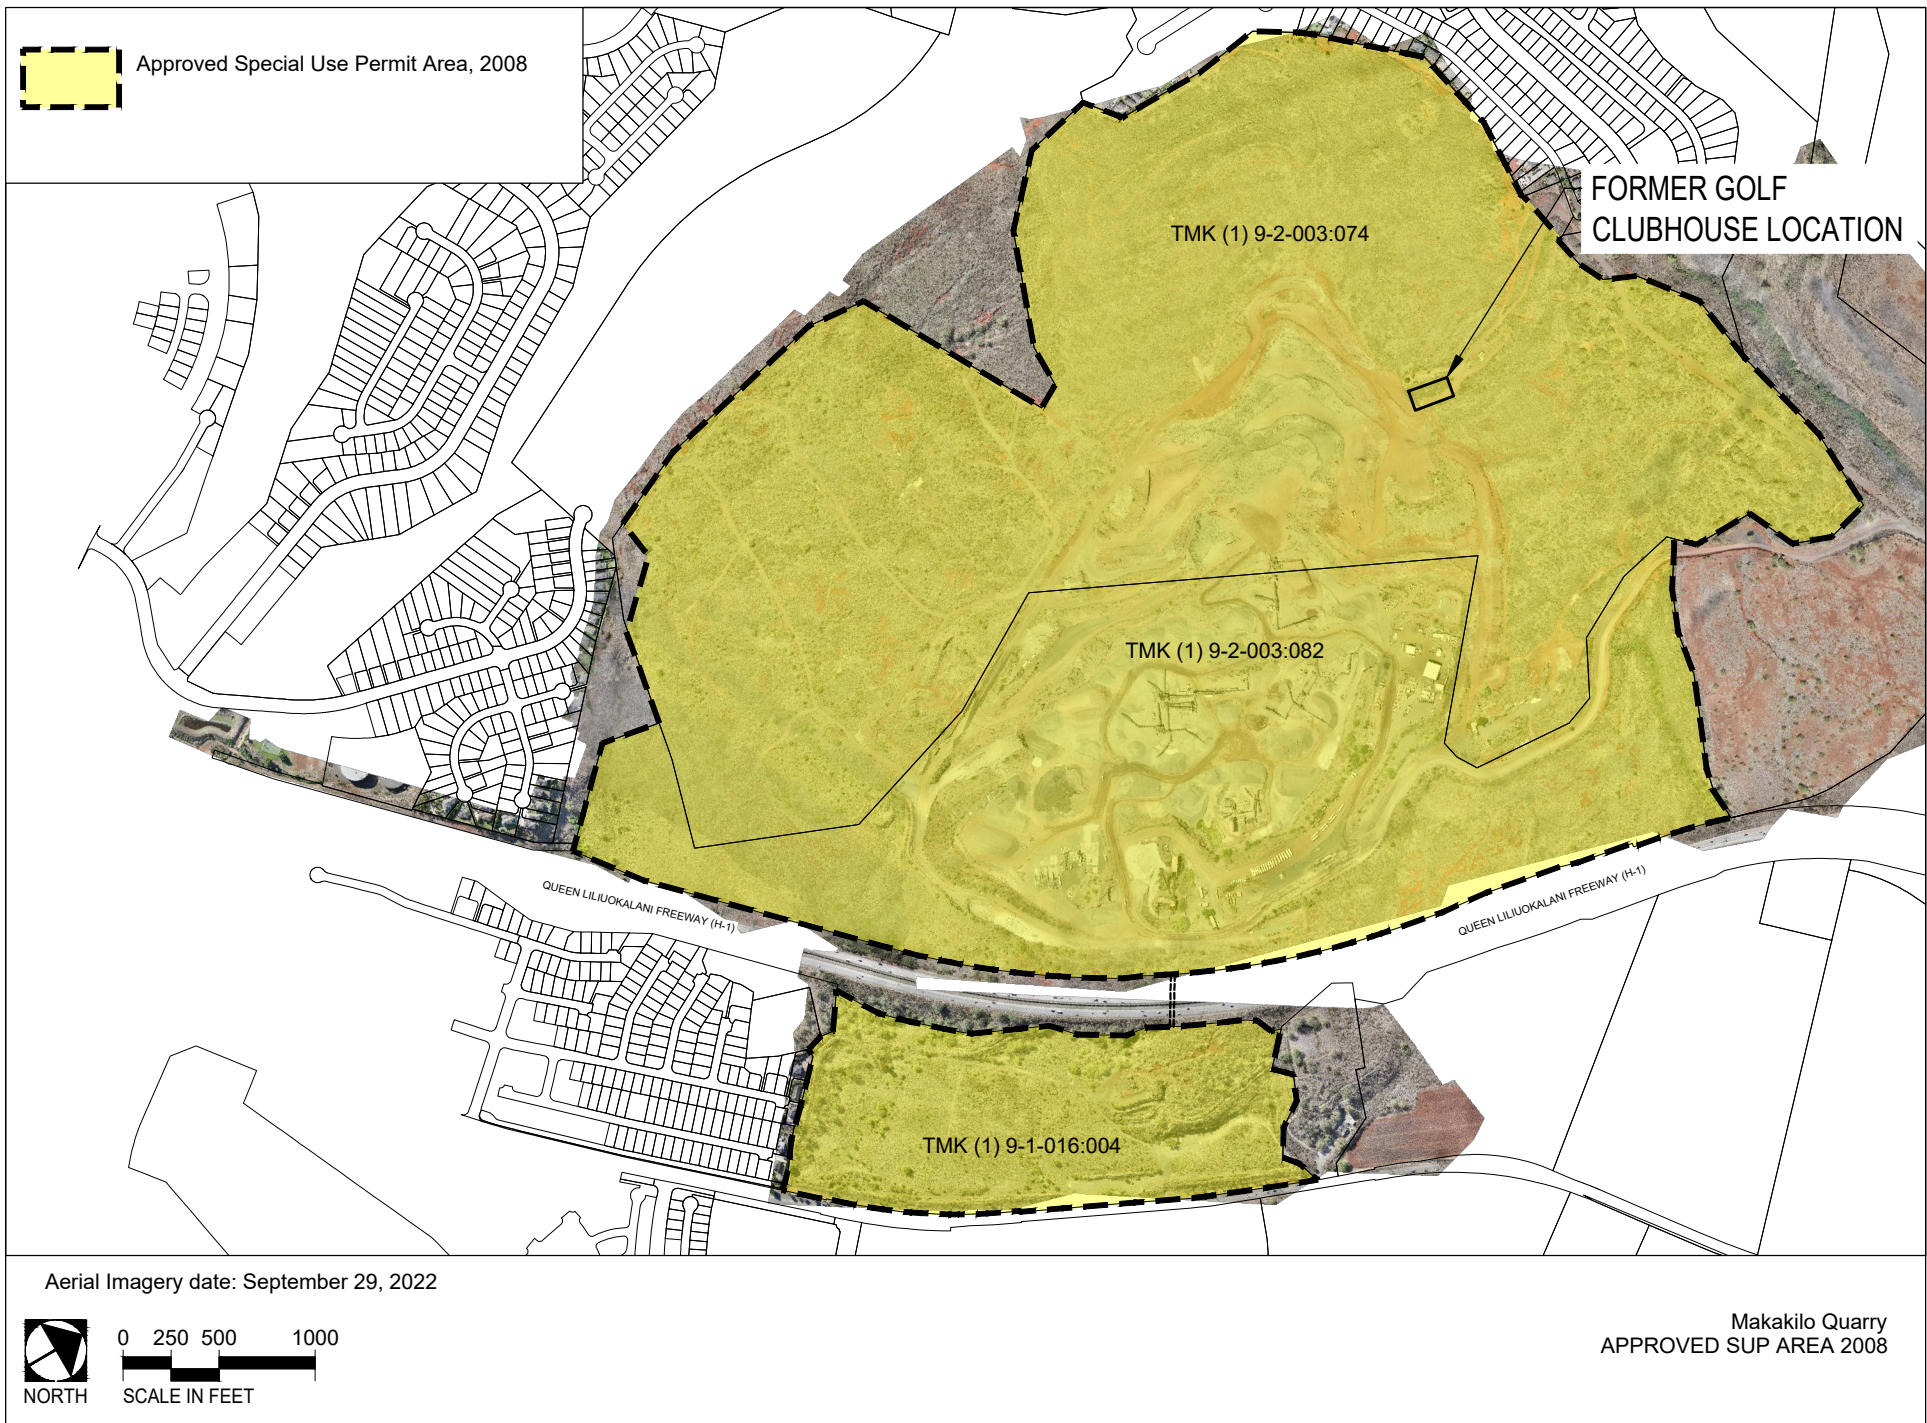 Approved Special Use Permit Area, 2008
FORMER GOLF
CLUBHOUSE LOCATION
TMK (1) 9-2-003:074
TMK (1) 9-2-003:082
QUEEN LILIUOKALANI FREEWAY (H-1)
QUEEN LILIUOKALANI FREEWAY (H-1)
TMK (1) 9-1-016:004
Aerial Imagery date: September 29, 2022
NORTH
0 250 500 1000
SCALE IN FEET
Makakilo Quarry
APPROVED SUP AREA 2008